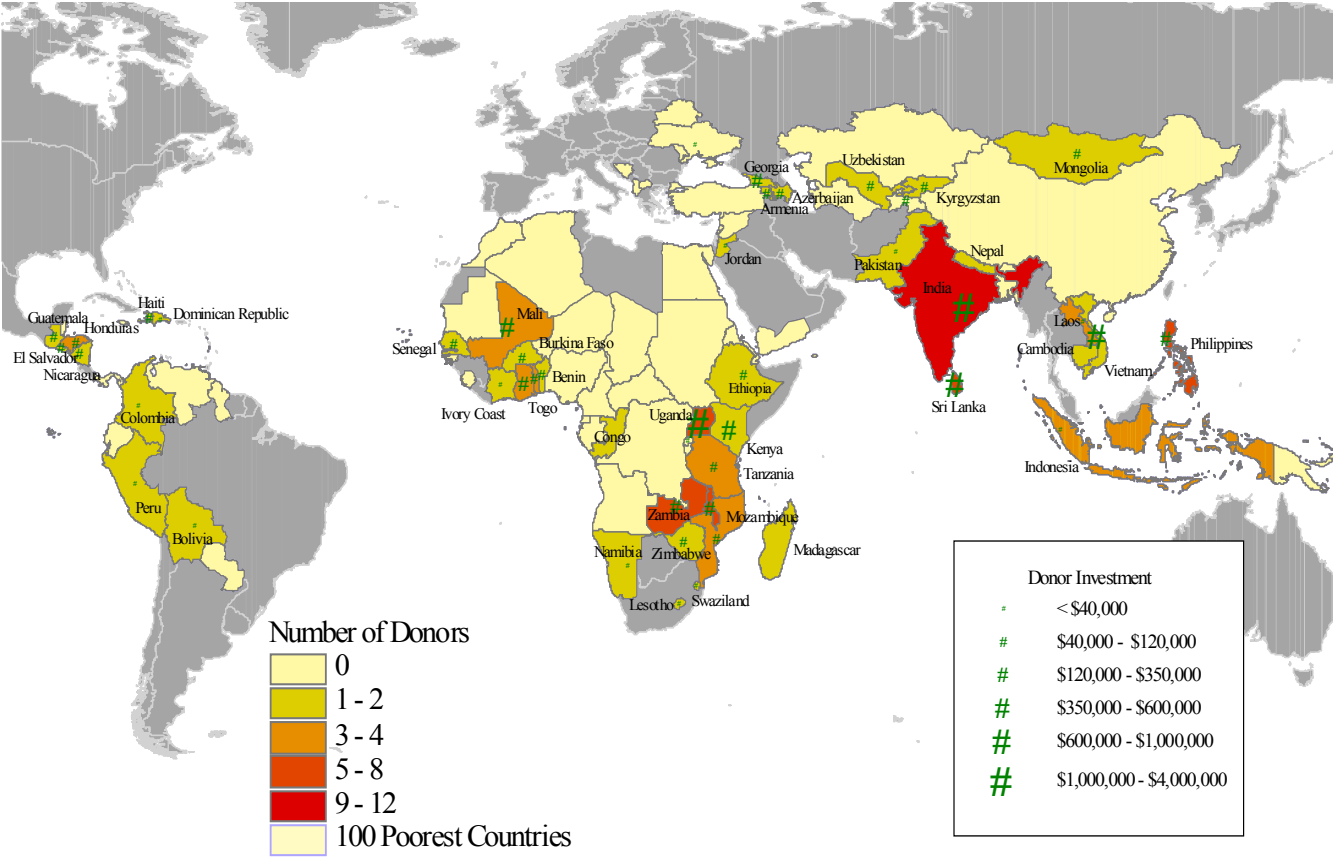 Georgia
Uzbekistan
Mongolia
Azerbaijan
Armenia
Kyrgyzstan
Jordan
Pakistan
Nepal
India
Haiti
Dominican Republic
Guatemala
Honduras
El Salvador
Nicaragua
Mali
Senegal
Burkina Faso
Benin
Ivory Coast
Togo
Ethiopia
Uganda
Congo
Kenya
Tanzania
Laos
Cambodia
Vietnam
Philippines
Sri Lanka
Indonesia
Colombia
Peru
Bolivia
Zambia
Mozambique
Namibia
Zimbabwe
Madagascar
Lesotho
Swaziland
Number of Donors
0
1 - 2
3 - 4
5 - 8
9 - 12
100 Poorest Countries
Donor Investment
# < $40,000
# $40,000 - $120,000
# $120,000 - $350,000
# $350,000 - $600,000
# $600,000 - $1,000,000
# $1,000,000 - $4,000,000